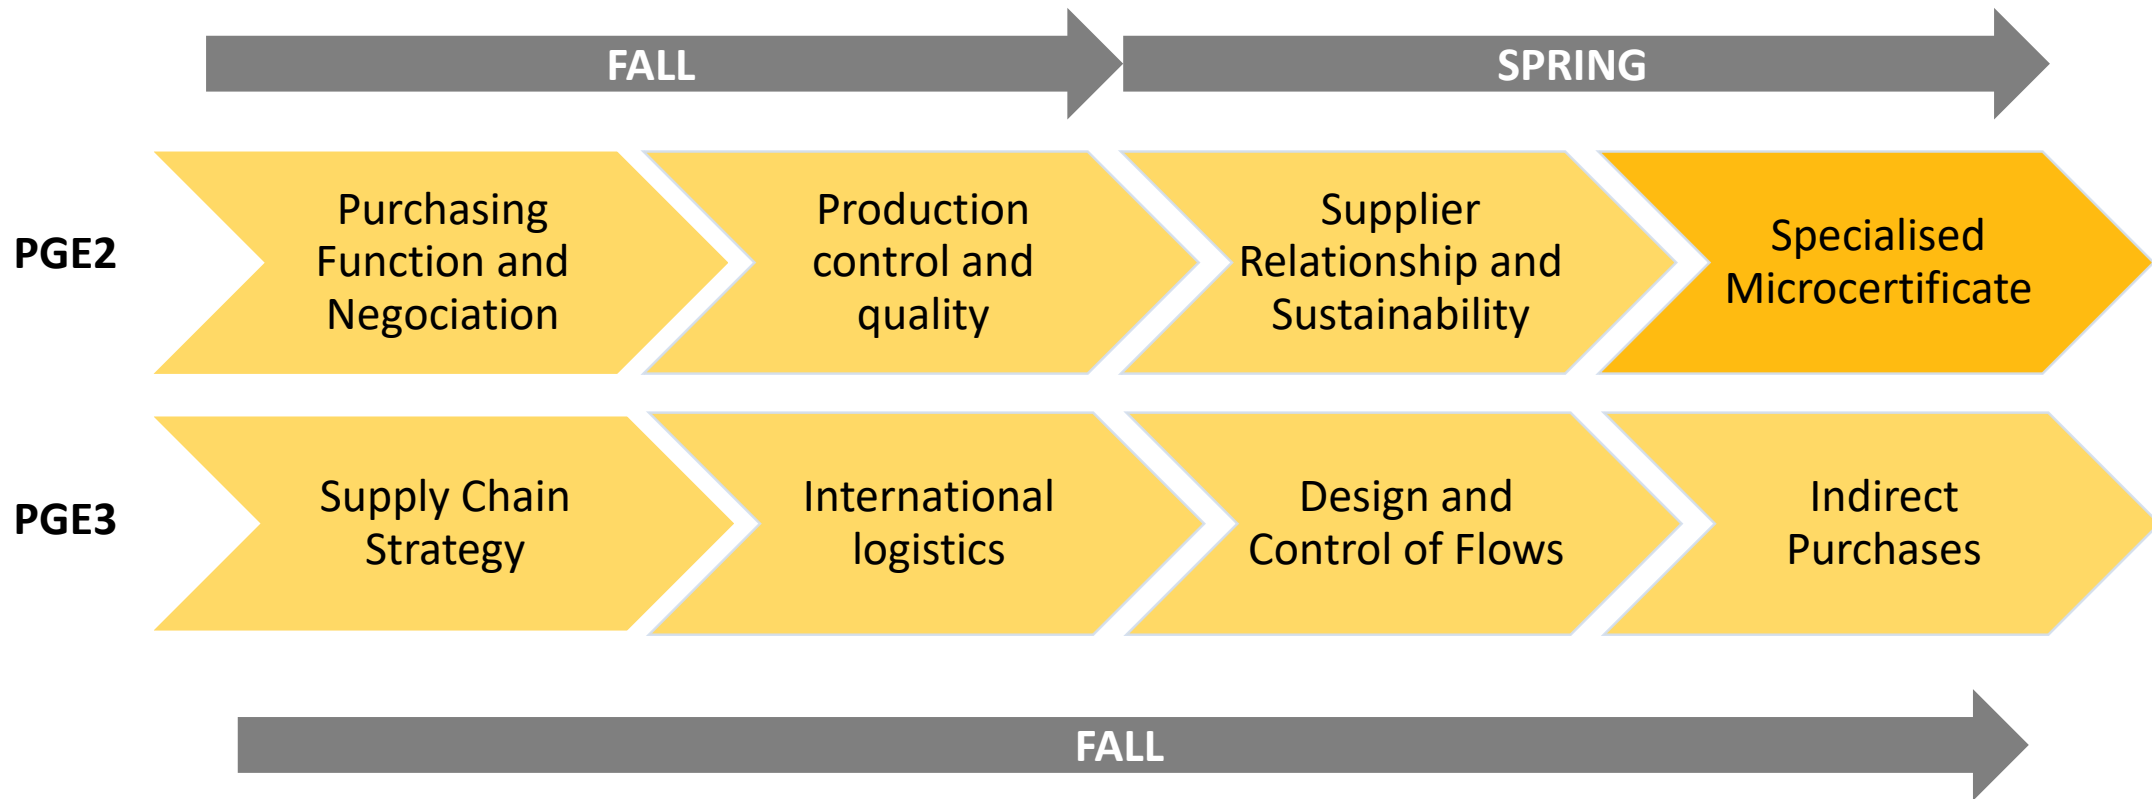 FALL
SPRING
PGE2
Purchasing
Function and
Negociation
Production
control and
quality
Supplier
Relationship and
Sustainability
Specialised
Microcertificate
PGE3
Supply Chain
Strategy
International
logistics
Design and
Control of Flows
Indirect
Purchases
FALL